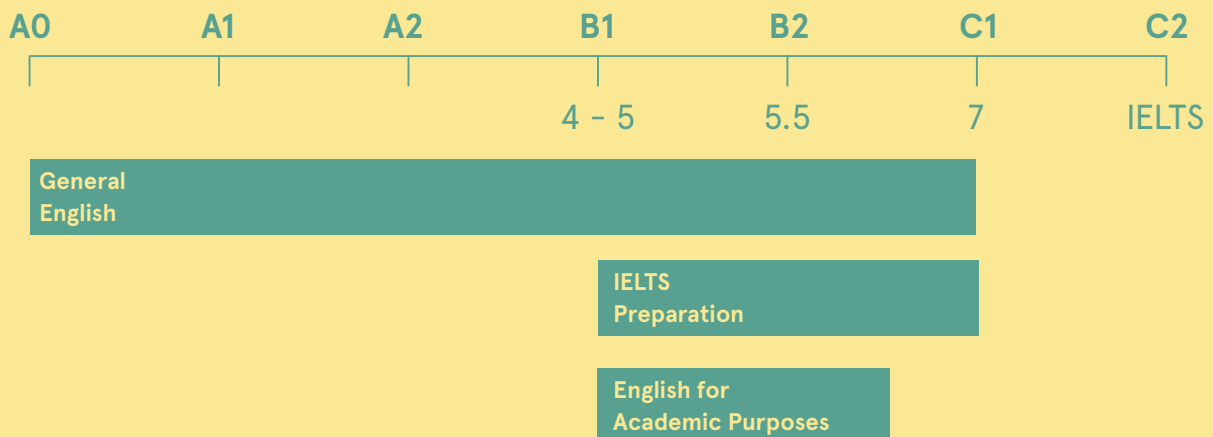 A0 A1 A2 B1 B2 C1 C2
4 - 5 5.5 7 IELTS
General
English
IELTS
Preparation
English for
Academic Purposes